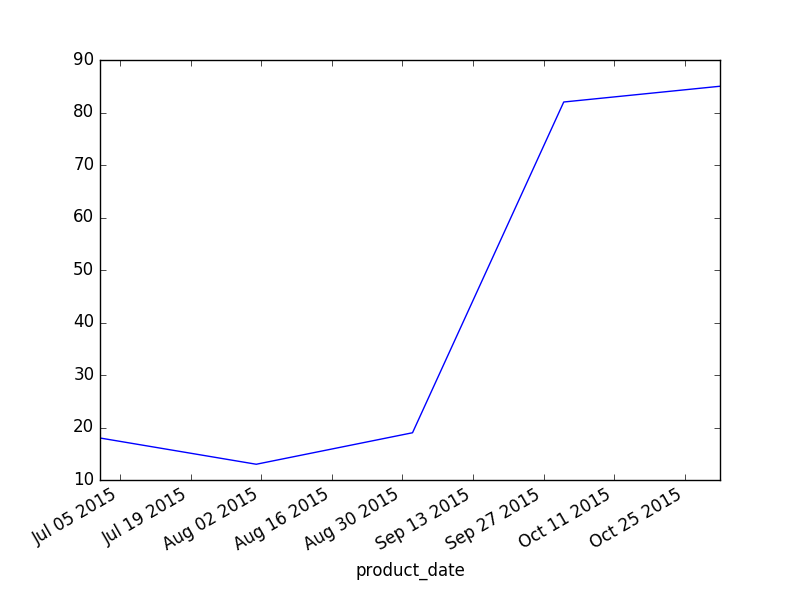 90
80
70
60
50
40
30
20
10
Jul 05 2015
Jul 19 2015
Aug 02 2015
Aug 16 2015
Aug 30 2015
Sep 13 2015
Sep 27 2015
Oct 11 2015
Oct 25 2015
product_date